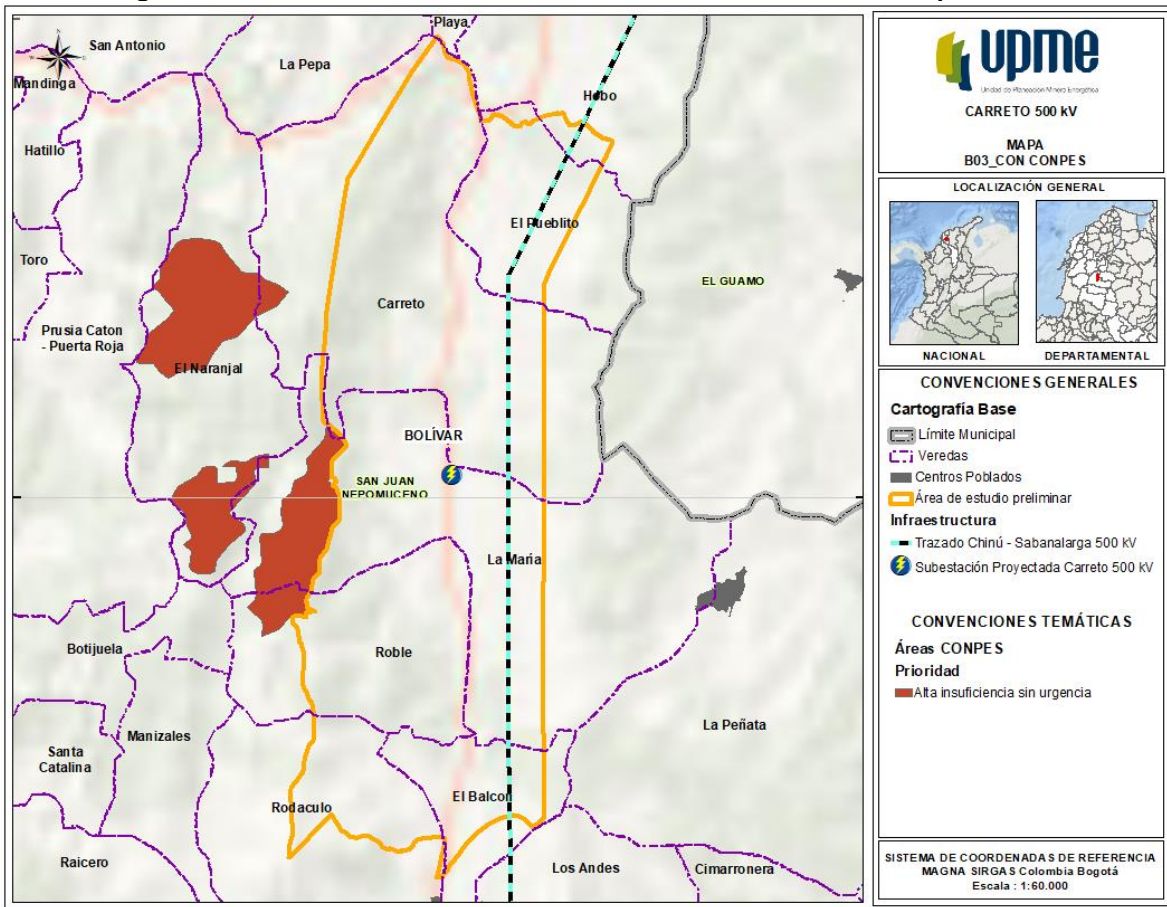 Playa
San Antonio
La Pepa
Mandinga
Hobo
Hatillo
El Pueblito
Toro
EL GUAMO
Carreto
Prusia Caton
- Puerta Roja
El Naranjal
BOLÍVAR
SAN JUAN
NEPOMUCENO
La María
Botijuela
Roble
Manizales
La Peñata
Santa
Catalina
Rodaculo
El Balcon
Raicero
Los Andes
Cimarronera
upme
Unidad de Planeación Minero Energética
CARRETO 500 kV
MAPA
B03_CON CONPES
LOCALIZACIÓN GENERAL
NACIONAL
DEPARTAMENTAL
CONVENCIONES GENERALES
Cartografía Base
Límite Municipal
Veredas
Centros Poblados
Área de estudio preliminar
Infraestructura
Trazado Chinú - Sabanalarga 500 kV
Subestación Proyectada Carreto 500 kV
CONVENCIONES TEMÁTICAS
Áreas CONPES
Prioridad
Alta insuficiencia sin urgencia
SISTEMA DE COORDENADAS DE REFERENCIA
MAGNA SIRGAS Colombia Bogotá
Escala : 1:60.000